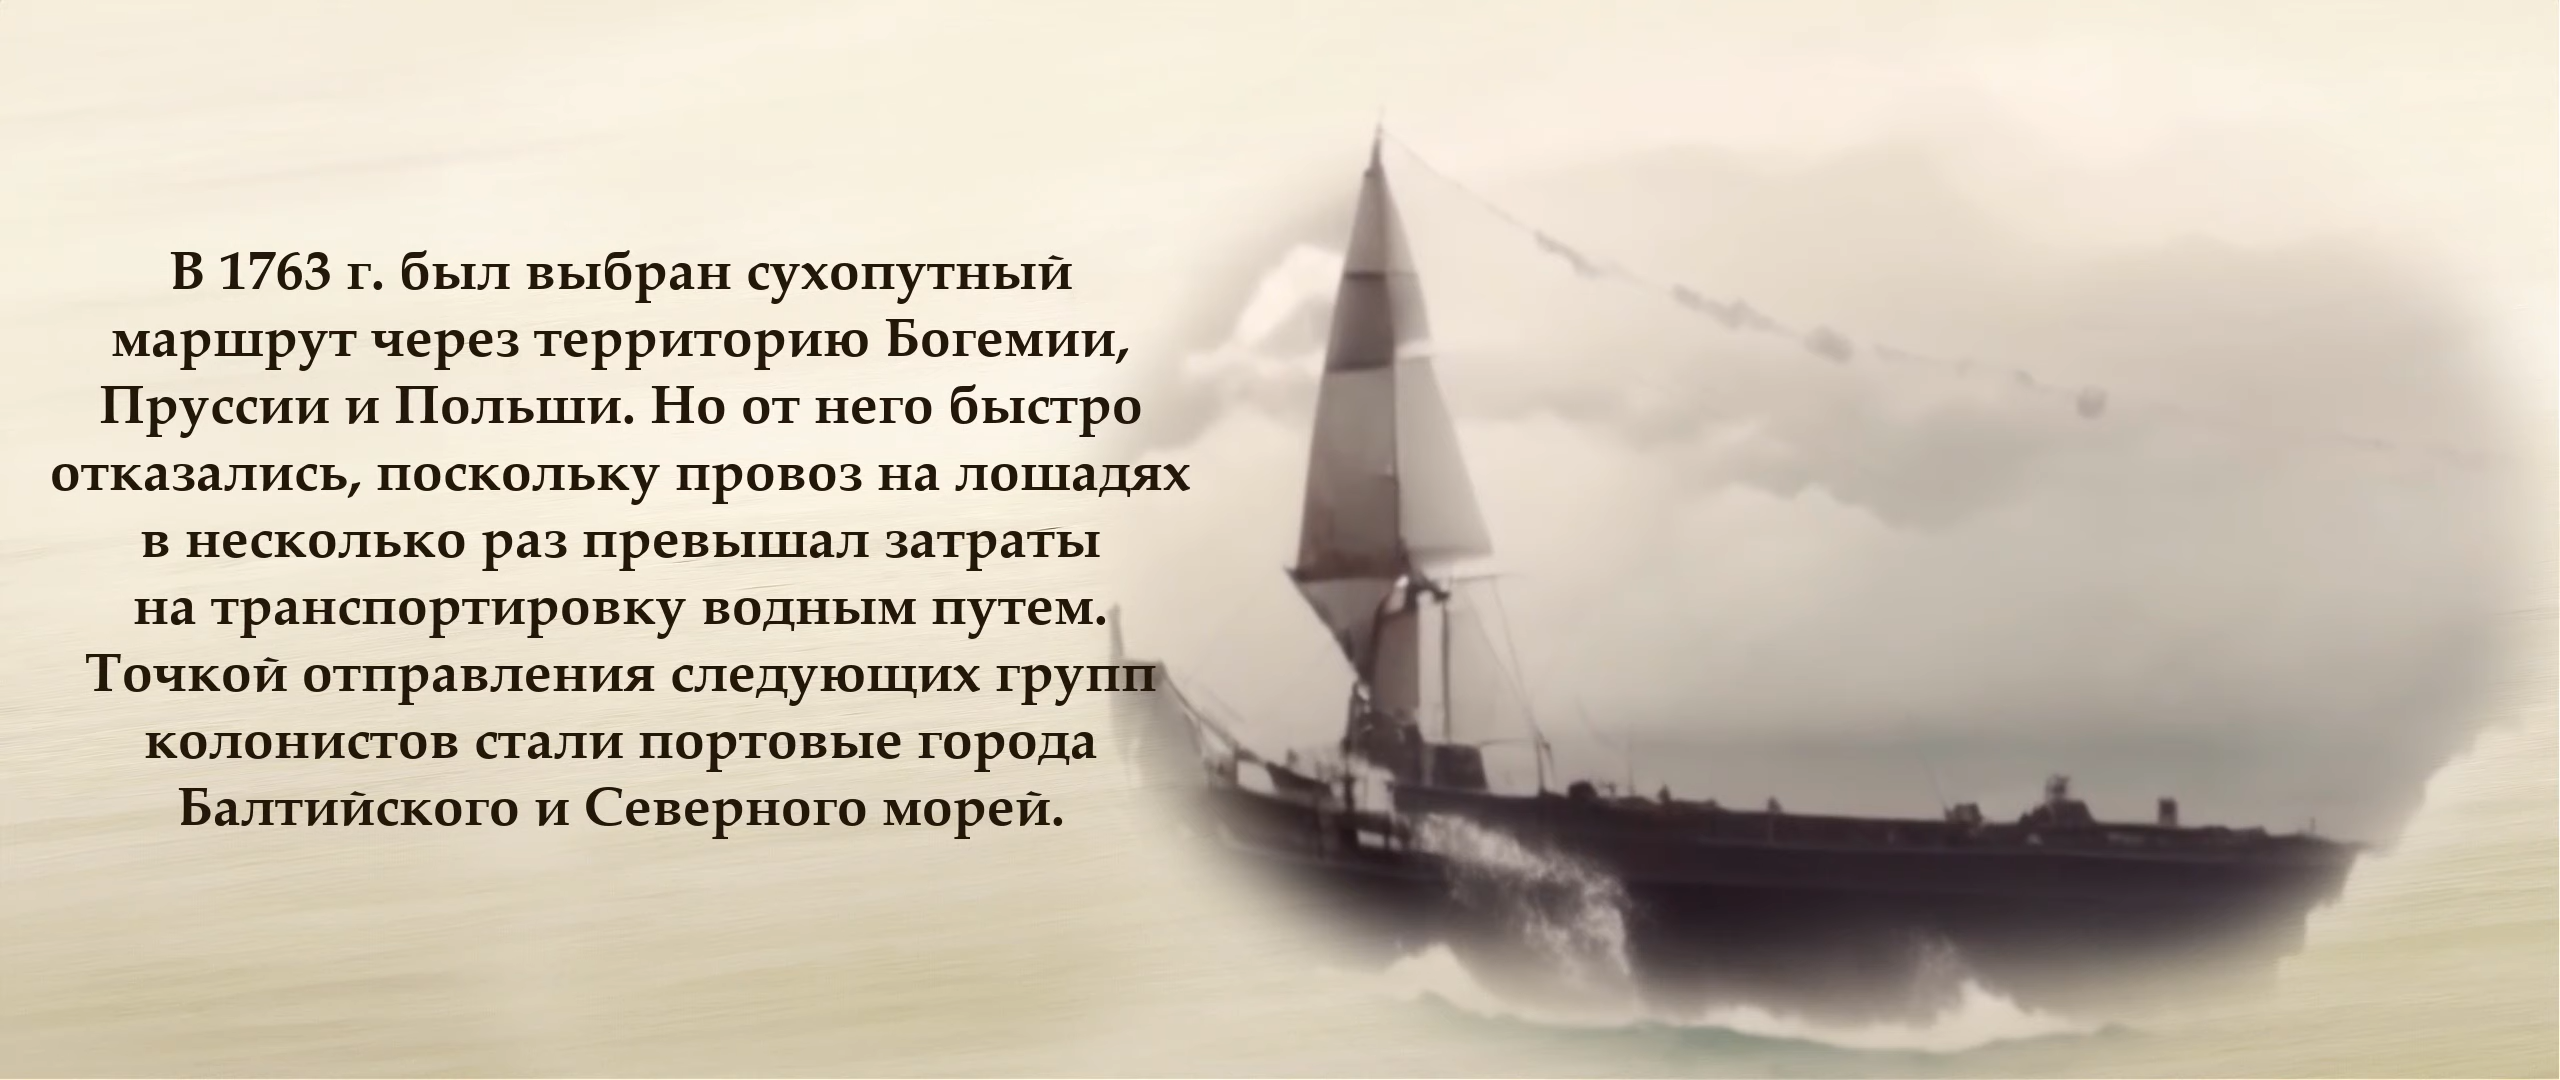 В 1763 г. был выбран сухопутный
маршрут через территорию Богемии,
Пруссии и Польши. Но от него быстро
отказались, поскольку провоз на лошадях
в несколько раз превышал затраты
на транспортировку водным путем.
Точкой отправления следующих групп
колонистов стали портовые города
Балтийского и Северного морей.